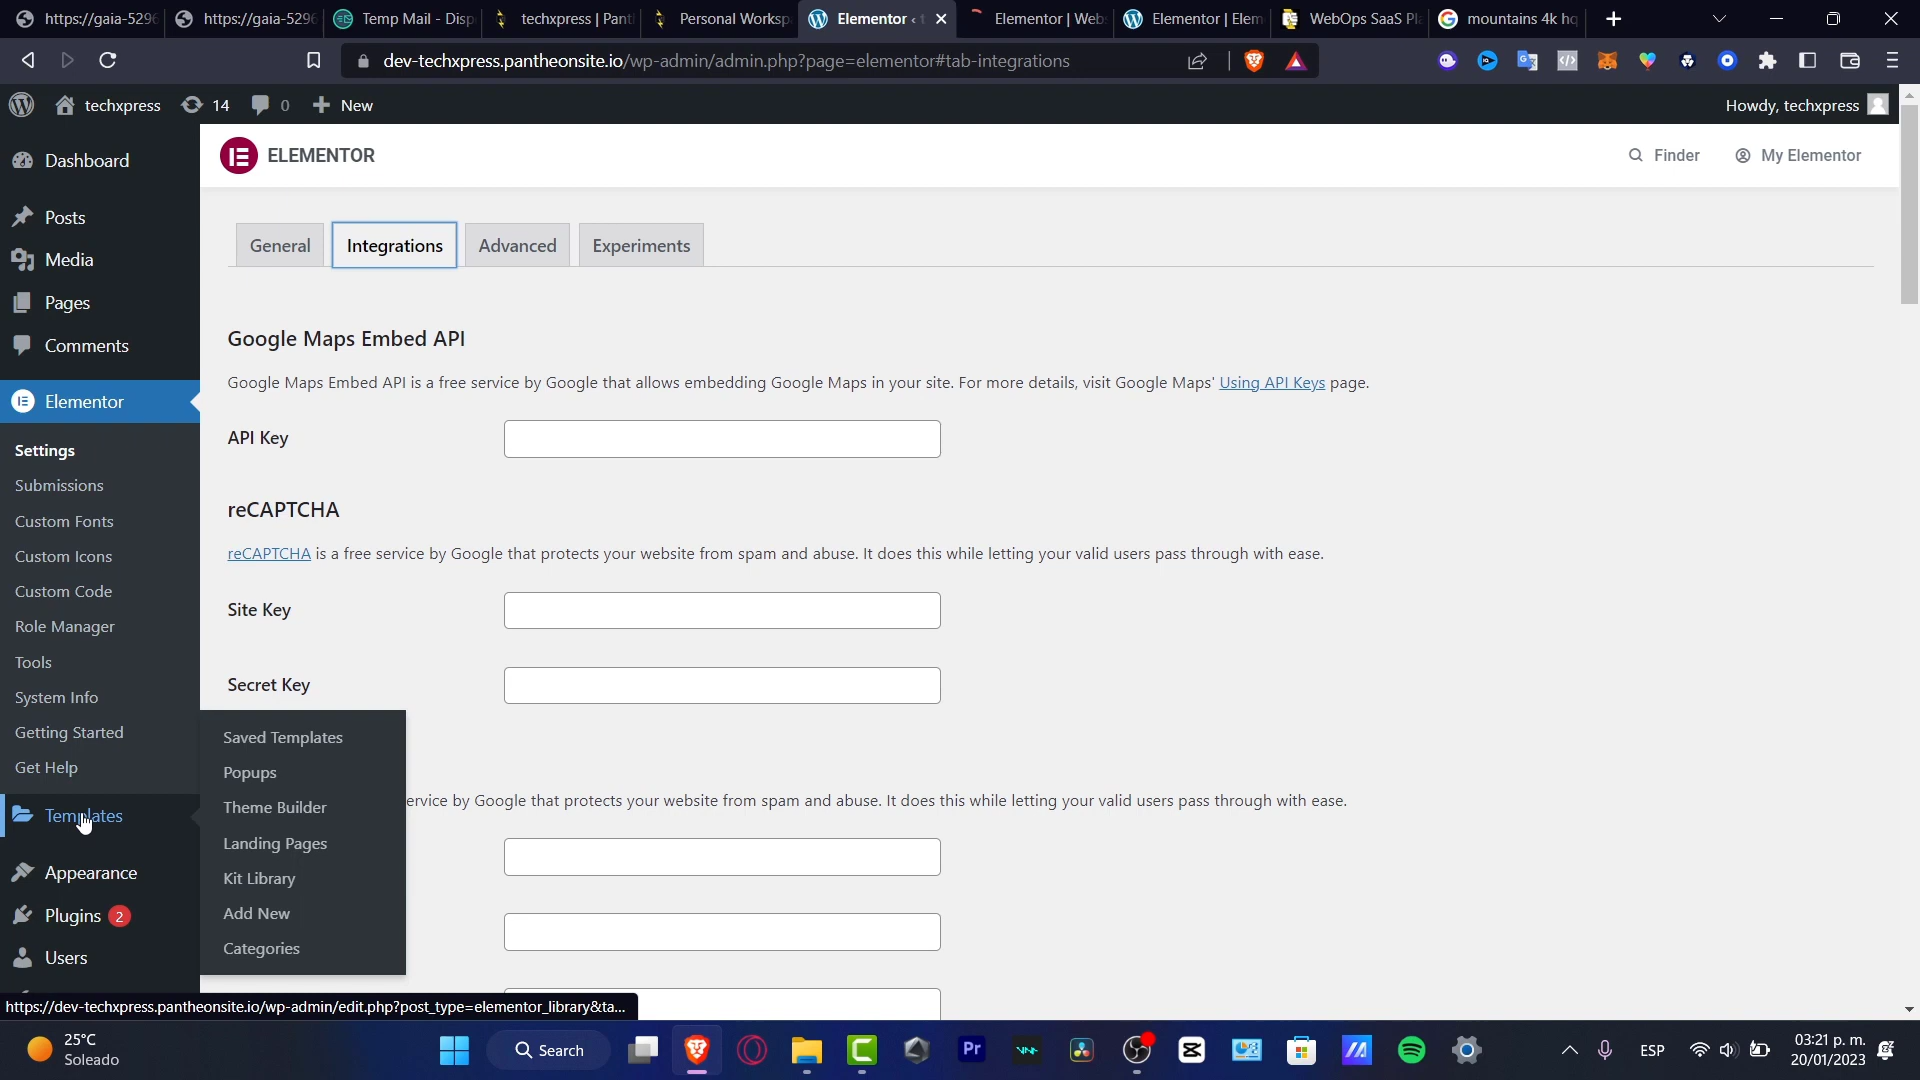 https://gaia-5296
https://gaia-5296
Temp Mail - Disp
techxpress | Pant
Personal Worksp
Elementor ‹ t
Elementor | Web
Elementor | Elem
WebOps SaaS Pl
mountains 4k hq
dev-techxpress.pantheonsite.io/wp-admin/admin.php?page=elementor#tab-integrations
techxpress
14
0
New
Howdy, techxpress
Dashboard
Posts
Media
Pages
Comments
Elementor
Settings
Submissions
Custom Fonts
Custom Icons
Custom Code
Role Manager
Tools
System Info
Getting Started
Get Help
Templates
Appearance
Plugins 2
Users
Saved Templates
Popups
Theme Builder
Landing Pages
Kit Library
Add New
Categories
ELEMENTOR
Finder
My Elementor
General
Integrations
Advanced
Experiments
Google Maps Embed API
Google Maps Embed API is a free service by Google that allows embedding Google Maps in your site. For more details, visit Google Maps' Using API Keys page.
API Key
reCAPTCHA
reCAPTCHA is a free service by Google that protects your website from spam and abuse. It does this while letting your valid users pass through with ease.
Site Key
Secret Key
ervice by Google that protects your website from spam and abuse. It does this while letting your valid users pass through with ease.
https://dev-techxpress.pantheonsite.io/wp-admin/edit.php?post_type=elementor_library&ta...
25°C
Soleado
Search
Pr
ESP
03:21 p. m.
20/01/2023